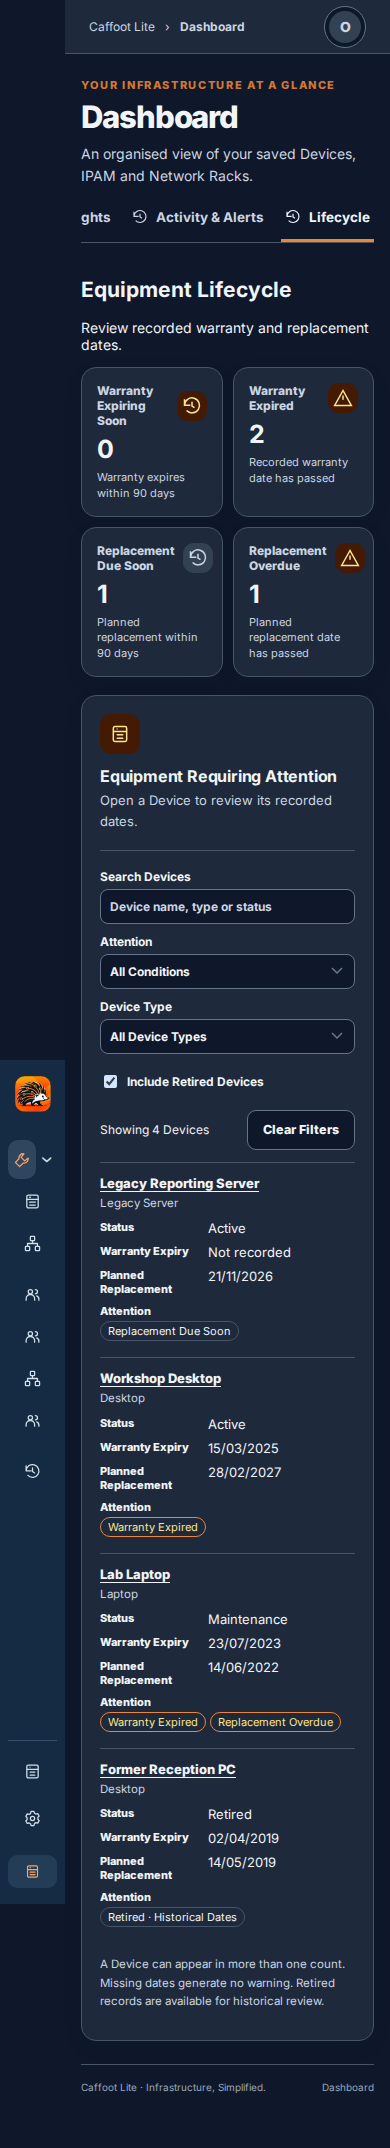 Caffoot Lite › Dashboard
O
YOUR INFRASTRUCTURE AT A GLANCE
Dashboard
An organised view of your saved Devices,
IPAM and Network Racks.
ghts
Activity & Alerts
Lifecycle
Equipment Lifecycle
Review recorded warranty and replacement
dates.
Warranty
Expiring
Soon
0
Warranty expires
within 90 days
Warranty
Expired
2
Recorded warranty
date has passed
Replacement
Due Soon
1
Planned
replacement within
90 days
Replacement
Overdue
1
Planned
replacement date
has passed
Equipment Requiring Attention
Open a Device to review its recorded
dates.
Search Devices
Device name, type or status
Attention
All Conditions
Device Type
All Device Types
Include Retired Devices
Showing 4 Devices
Clear Filters
Legacy Reporting Server
Legacy Server
Status Active
Warranty Expiry Not recorded
Planned
Replacement
21/11/2026
Attention
Replacement Due Soon
Workshop Desktop
Desktop
Status Active
Warranty Expiry 15/03/2025
Planned
Replacement
28/02/2027
Attention
Warranty Expired
Lab Laptop
Laptop
Status Maintenance
Warranty Expiry 23/07/2023
Planned
Replacement
14/06/2022
Attention
Warranty Expired Replacement Overdue
Former Reception PC
Desktop
Status Retired
Warranty Expiry 02/04/2019
Planned
Replacement
14/05/2019
Attention
Retired · Historical Dates
A Device can appear in more than one count.
Missing dates generate no warning. Retired
records are available for historical review.
Caffoot Lite · Infrastructure, Simplified.
Dashboard